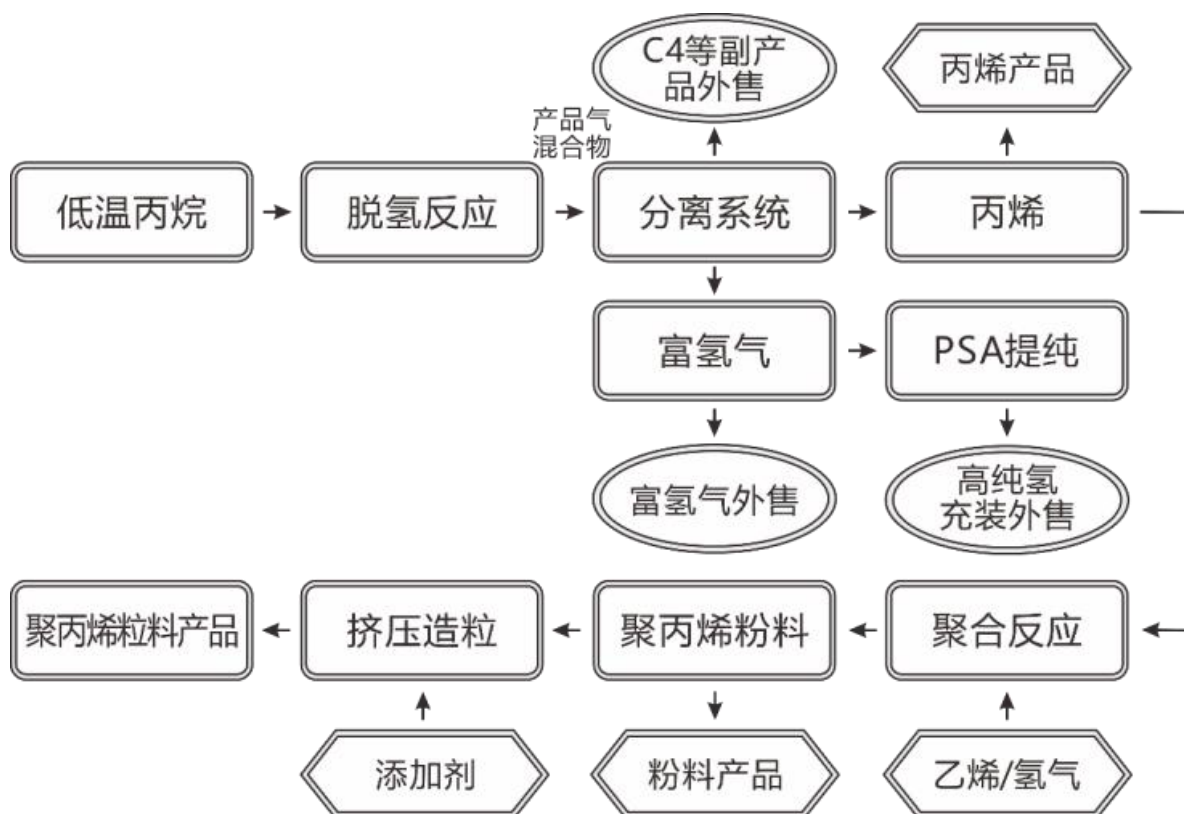 C4等副产
品外售
丙烯产品
产品气
混合物
低温丙烷
脱氢反应
分离系统
丙烯
富氢气
PSA提纯
富氢气外售
高纯氢
充装外售
聚丙烯粒料产品
挤压造粒
聚丙烯粉料
聚合反应
添加剂
粉料产品
乙烯/氢气